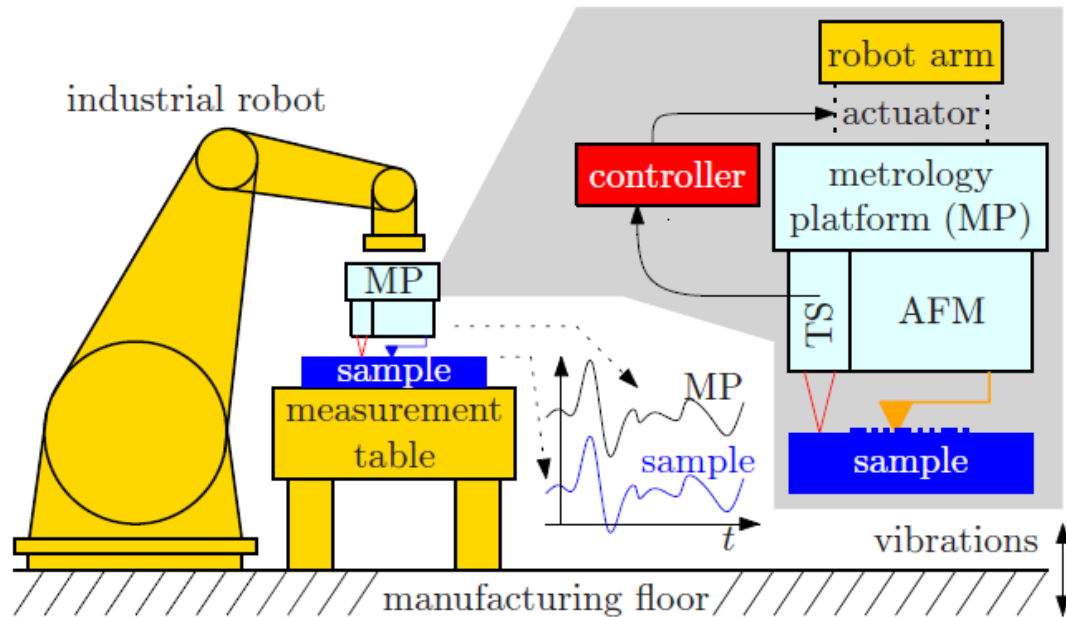 industrial robot
robot arm
actuator
controller
metrology
platform (MP)
MP
TS
AFM
sample
measurement
table
MP
sample
t
sample
vibrations
manufacturing floor